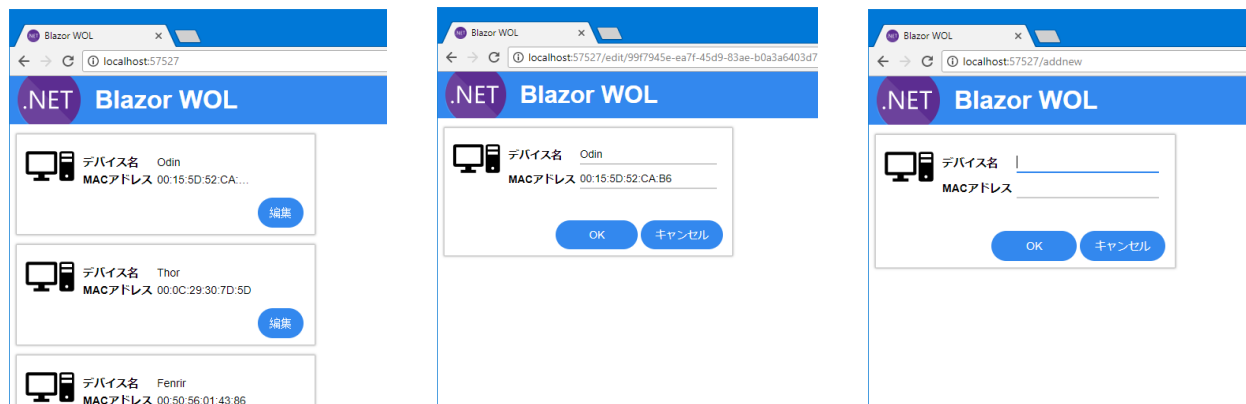 Blazor WOL
localhost:57527
.NET Blazor WOL
デバイス名 Odin
MACアドレス 00:15:5D:52:CA:...
編集
デバイス名 Thor
MACアドレス 00:0C:29:30:7D:5D
編集
デバイス名 Fenrir
MACアドレス 00:50:56:01:43:86
Blazor WOL
localhost:57527/edit/99f7945e-ea7f-45d9-83ae-b0a3a6403d7
.NET Blazor WOL
デバイス名 Odin
MACアドレス 00:15:5D:52:CA:B6
OK キャンセル
Blazor WOL
localhost:57527/addnew
.NET Blazor WOL
デバイス名
MACアドレス
OK キャンセル